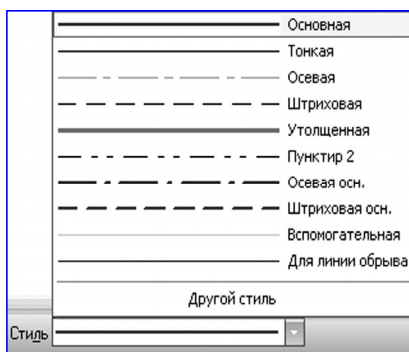 Основная
Тонкая
Осевая
Штриховая
Утолщенная
Пунктир 2
Осевая осн.
Штриховая осн.
Вспомогательная
Для линии обрыва
Другой стиль
Стиль